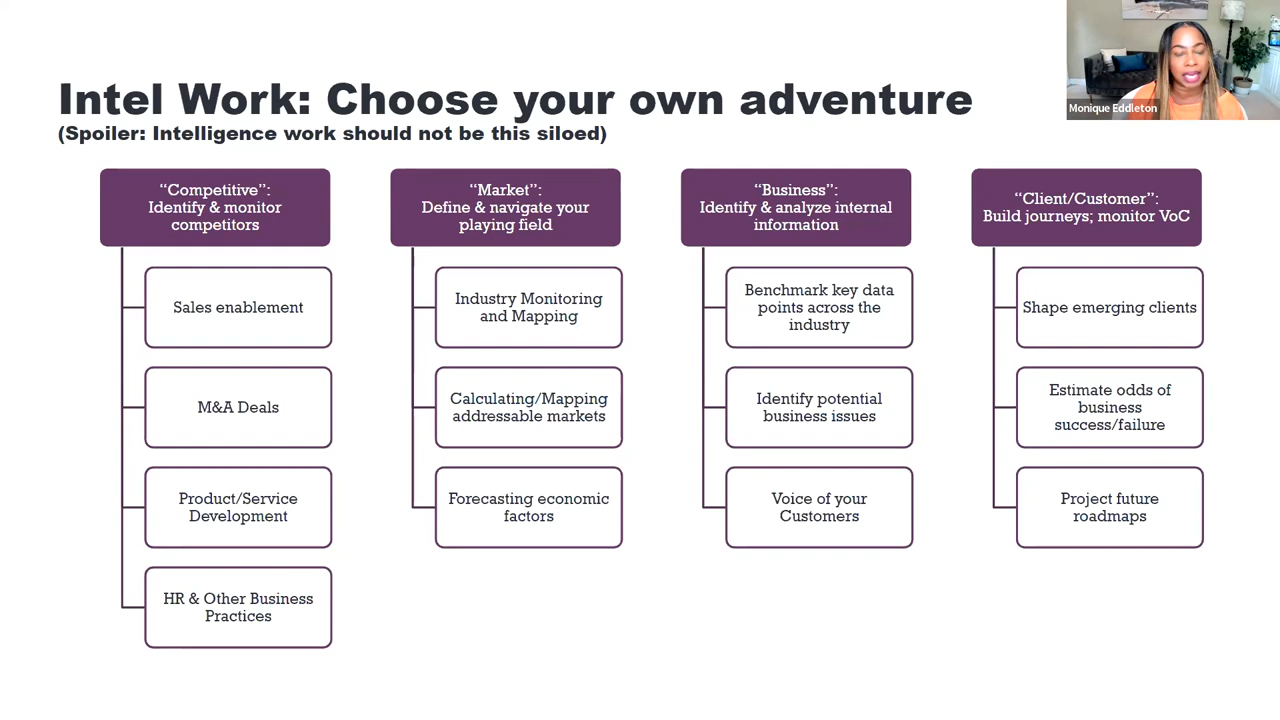 Intel Work: Choose your own adventure
(Spoiler: Intelligence work should not be this siloed)
Monique Eddleton
“Competitive”:
Identify & monitor
competitors
Sales enablement
M&A Deals
Product/Service
Development
HR & Other Business
Practices
“Market”:
Define & navigate your
playing field
Industry Monitoring
and Mapping
Calculating/Mapping
addressable markets
Forecasting economic
factors
“Business”:
Identify & analyze internal
information
Benchmark key data
points across the
industry
Identify potential
business issues
Voice of your
Customers
“Client/Customer”:
Build journeys; monitor VoC
Shape emerging clients
Estimate odds of
business
success/failure
Project future
roadmaps